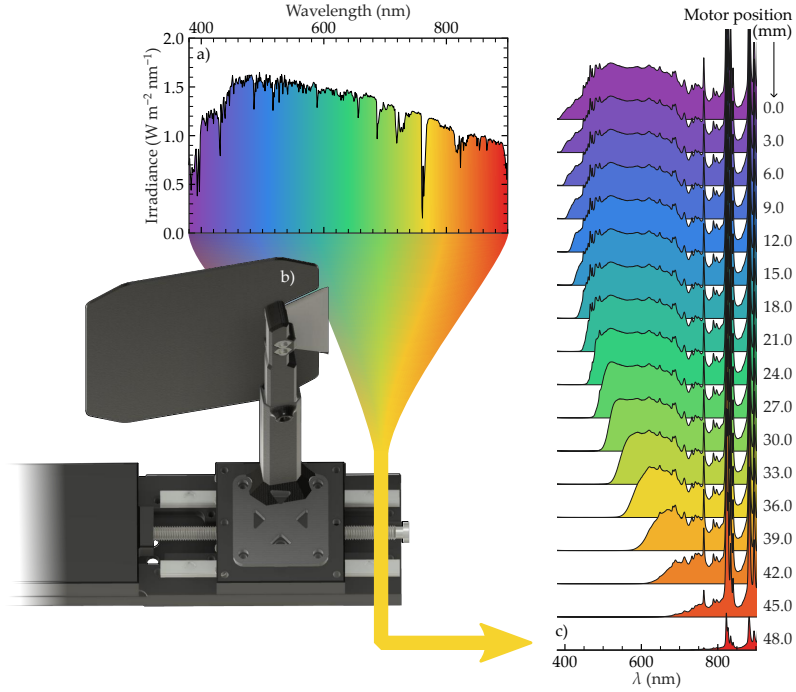 Wavelength (nm)
400 600 800
a)
2.0
1.5
1.0
0.5
0.0
Irradiance (W m⁻² nm⁻¹)
b)
Motor position
(mm)
0.0
3.0
6.0
9.0
12.0
15.0
18.0
21.0
24.0
27.0
30.0
33.0
36.0
39.0
42.0
45.0
48.0
c)
400 600 800
λ (nm)